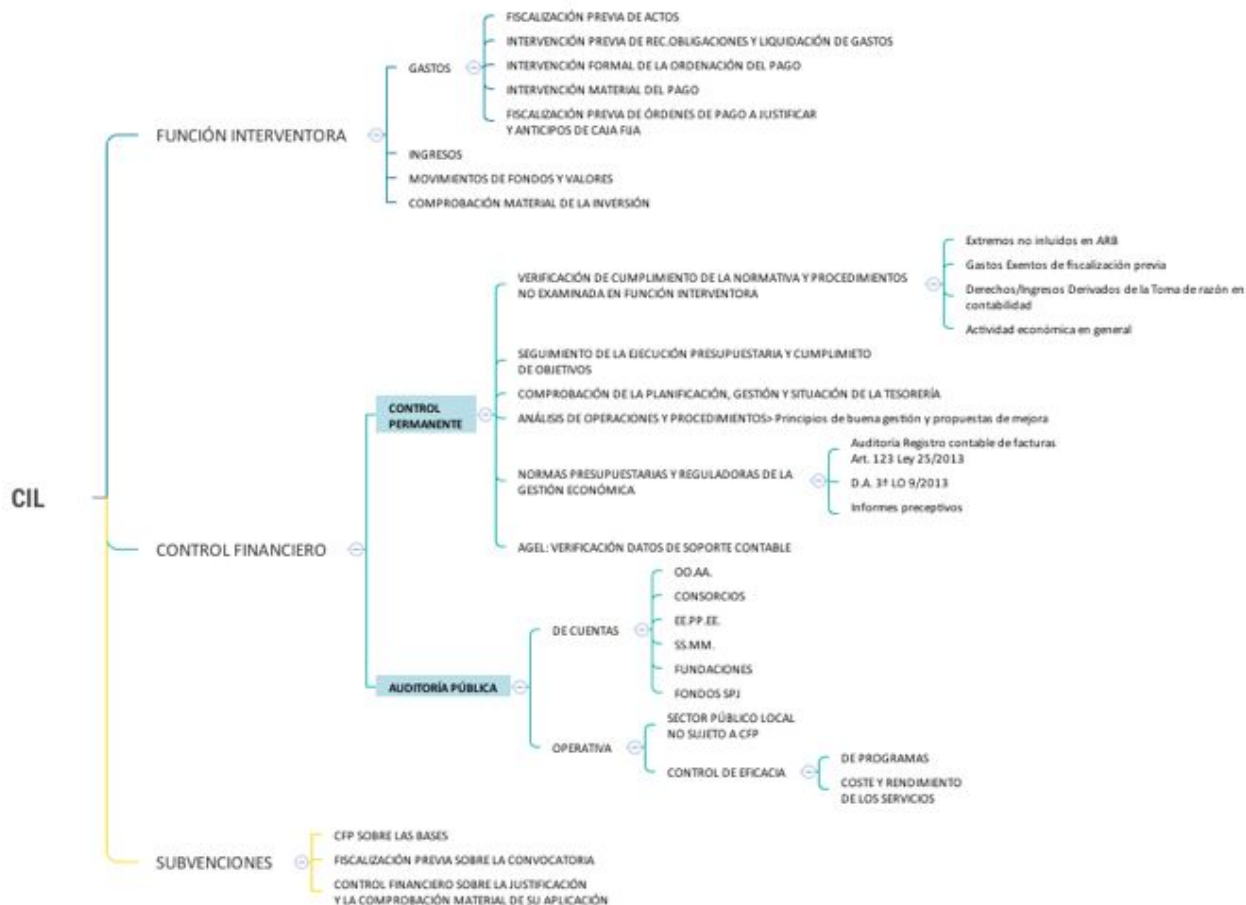 CIL
FUNCIÓN INTERVENTORA
GASTOS
FISCALIZACIÓN PREVIA DE ACTOS
INTERVENCIÓN PREVIA DE REC.OBLIGACIONES Y LIQUIDACIÓN DE GASTOS
INTERVENCIÓN FORMAL DE LA ORDENACIÓN DEL PAGO
INTERVENCIÓN MATERIAL DEL PAGO
FISCALIZACIÓN PREVIA DE ÓRDENES DE PAGO A JUSTIFICAR
Y ANTICIPOS DE CAJA FIJA
INGRESOS
MOVIMIENTOS DE FONDOS Y VALORES
COMPROBACIÓN MATERIAL DE LA INVERSIÓN
CONTROL FINANCIERO
CONTROL
PERMANENTE
VERIFICACIÓN DE CUMPLIMIENTO DE LA NORMATIVA Y PROCEDIMIENTOS
NO EXAMINADA EN FUNCIÓN INTERVENTORA
Extremos no inluidos en ARB
Gastos Exentos de fiscalización previa
Derechos/Ingresos Derivados de la Toma de razón en
contabilidad
Actividad económica en general
SEGUIMIENTO DE LA EJECUCIÓN PRESUPUESTARIA Y CUMPLIMIETO
DE OBJETIVOS
COMPROBACIÓN DE LA PLANIFICACIÓN, GESTIÓN Y SITUACIÓN DE LA TESORERÍA
ANÁLISIS DE OPERACIONES Y PROCEDIMIENTOS> Principios de buena gestión y propuestas de mejora
NORMAS PRESUPUESTARIAS Y REGULADORAS DE LA
GESTIÓN ECONÓMICA
Auditoría Registro contable de facturas
Art. 123 Ley 25/2013
D.A. 3ª LO 9/2013
Informes preceptivos
AGEL: VERIFICACIÓN DATOS DE SOPORTE CONTABLE
AUDITORÍA PÚBLICA
DE CUENTAS
OO.AA.
CONSORCIOS
EE.PP.EE.
SS.MM.
FUNDACIONES
FONDOS SPJ
OPERATIVA
SECTOR PÚBLICO LOCAL
NO SUJETO A CFP
CONTROL DE EFICACIA
DE PROGRAMAS
COSTE Y RENDIMIENTO
DE LOS SERVICIOS
SUBVENCIONES
CFP SOBRE LAS BASES
FISCALIZACIÓN PREVIA SOBRE LA CONVOCATORIA
CONTROL FINANCIERO SOBRE LA JUSTIFICACIÓN
Y LA COMPROBACIÓN MATERIAL DE SU APLICACIÓN